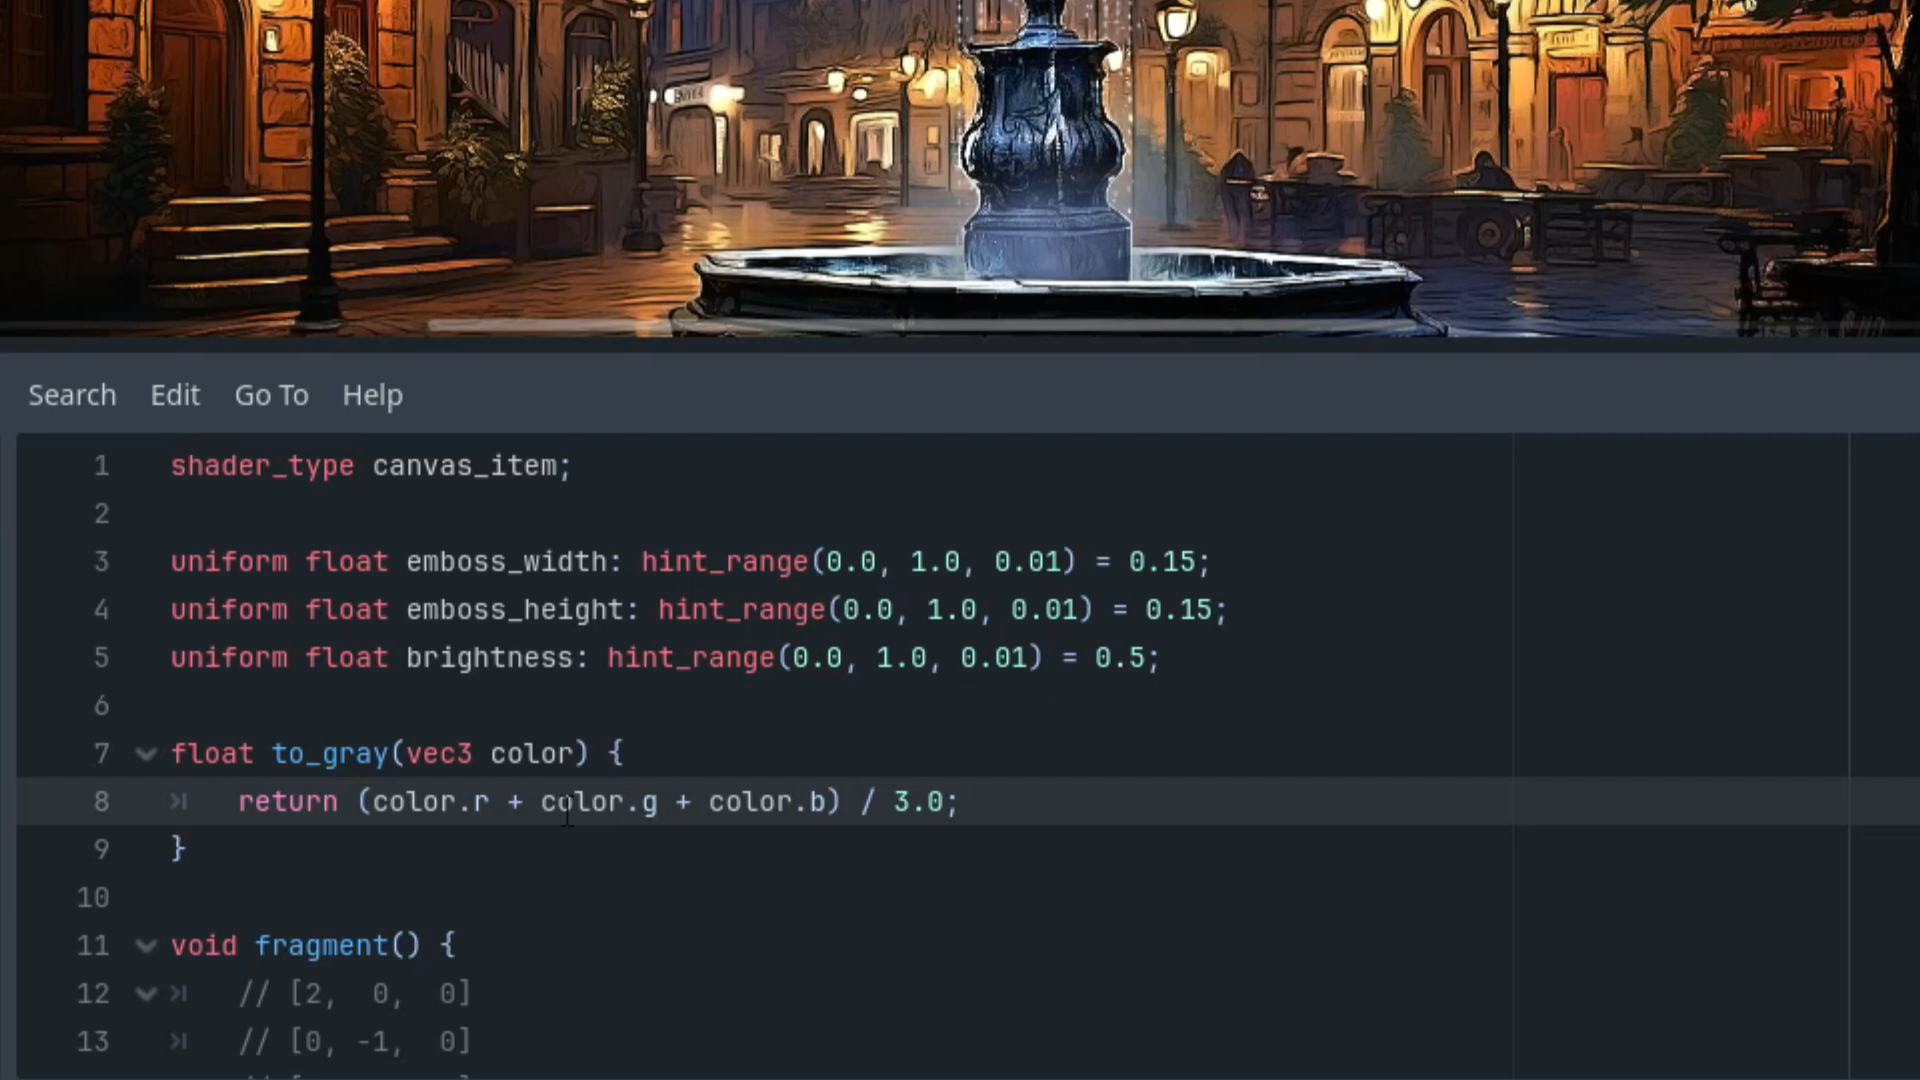 Search Edit Go To Help
1 shader_type canvas_item;
2
3 uniform float emboss_width: hint_range(0.0, 1.0, 0.01) = 0.15;
4 uniform float emboss_height: hint_range(0.0, 1.0, 0.01) = 0.15;
5 uniform float brightness: hint_range(0.0, 1.0, 0.01) = 0.5;
6
7 float to_gray(vec3 color) {
8 return (color.r + color.g + color.b) / 3.0;
9 }
10
11 void fragment() {
12 // [2, 0, 0]
13 // [0, -1, 0]